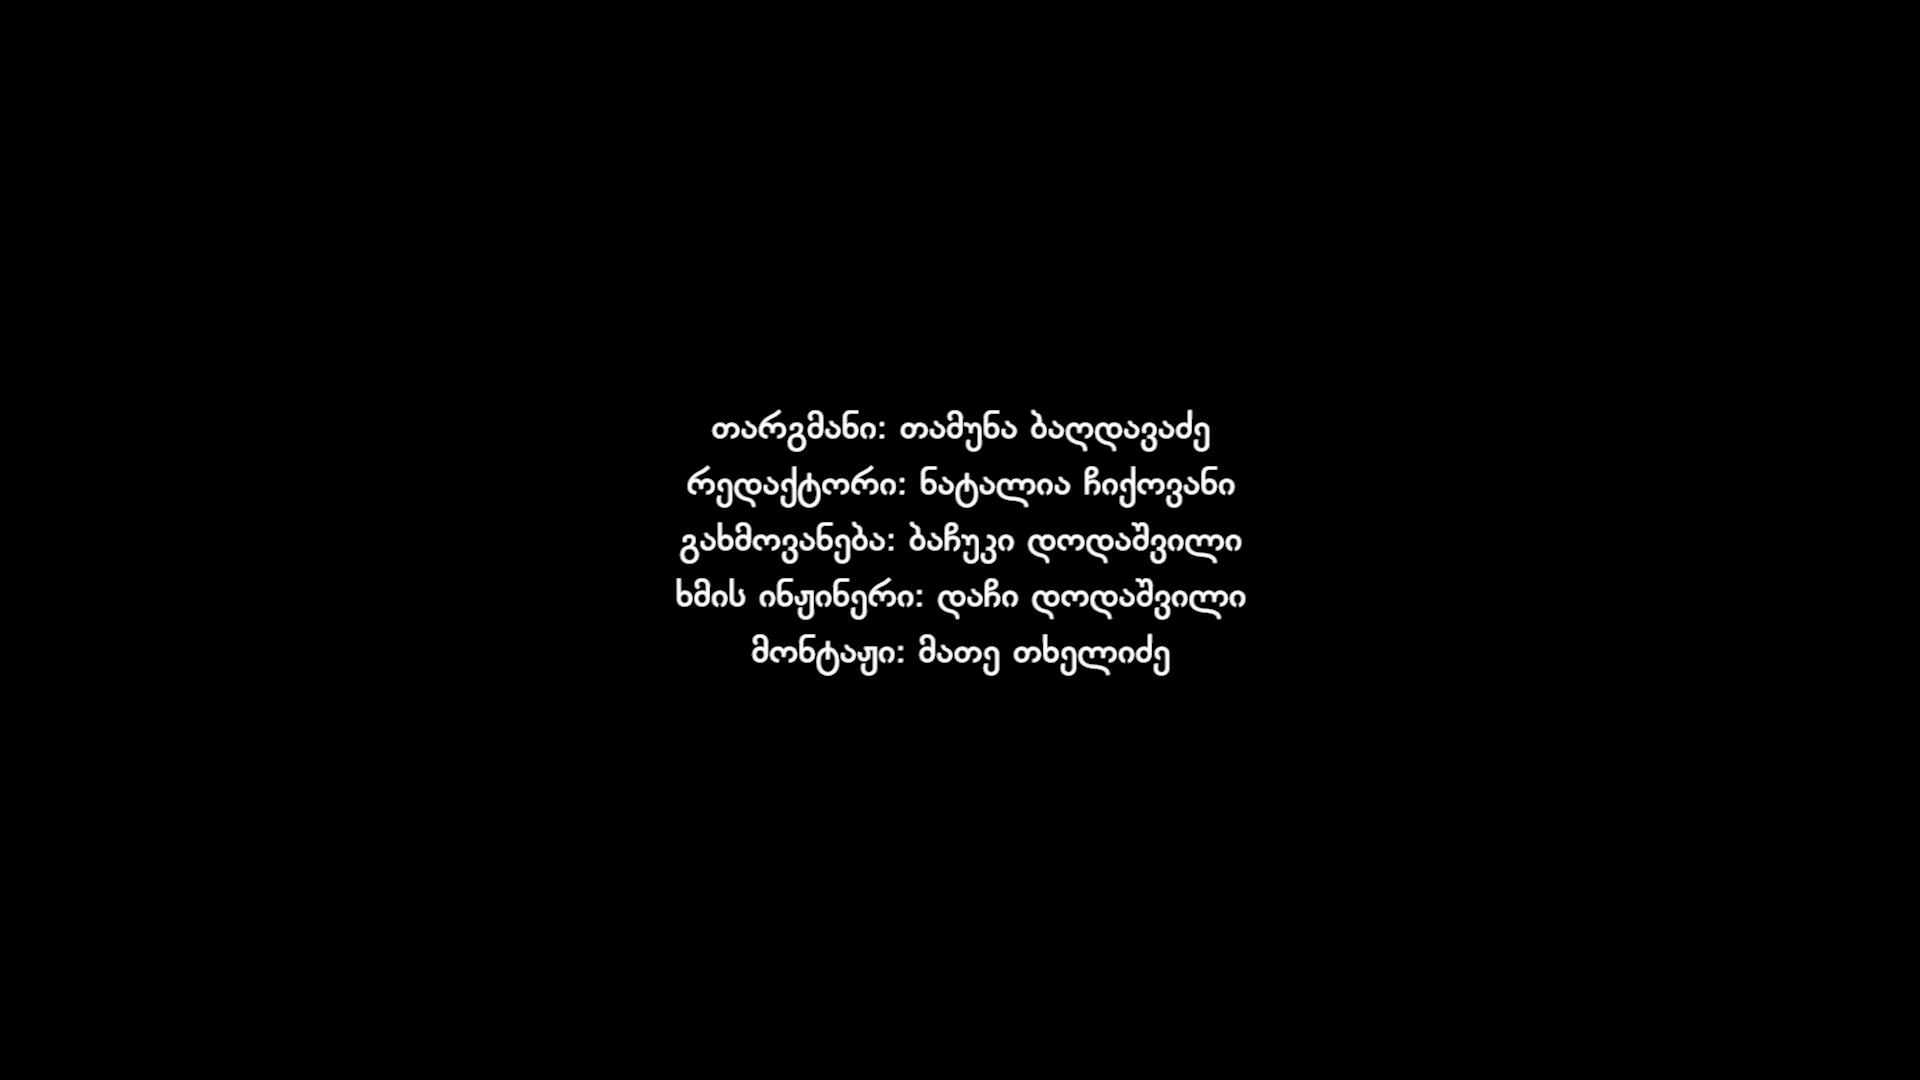 თარგმანი: თამუნა ბაღდავაძე
რედაქტორი: ნატალია ჩიქოვანი
გახმოვანება: ბაჩუკი დოდაშვილი
ხმის ინჟინერი: დაჩი დოდაშვილი
მონტაჟი: მათე თხელიძე